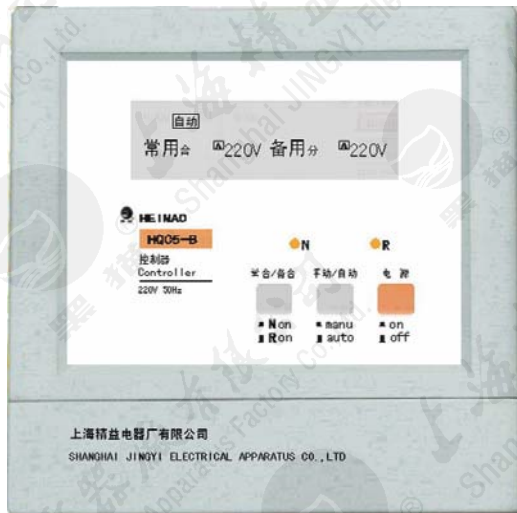 自动
常用合 A220V 备用分 A220V
HEINAO
HQ05-B
控制器
Controller
220V 50Hz
N R
常合/备合 手动/自动 电源
Non manu on
Ron auto off
上海精益电器厂有限公司
SHANGHAI JINGYI ELECTRICAL APPARATUS CO.,LTD